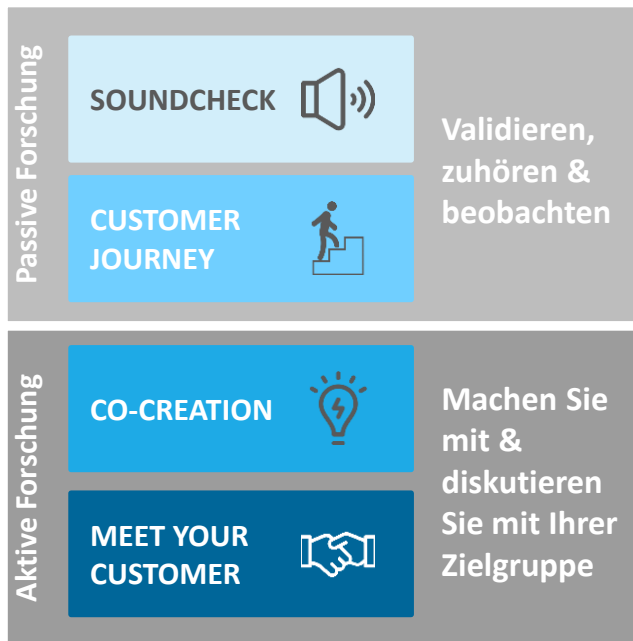 Passive Forschung
SOUNDCHECK
CUSTOMER
JOURNEY
Validieren,
zuhören &
beobachten
Aktive Forschung
CO-CREATION
MEET YOUR
CUSTOMER
Machen Sie
mit &
diskutieren
Sie mit Ihrer
Zielgruppe